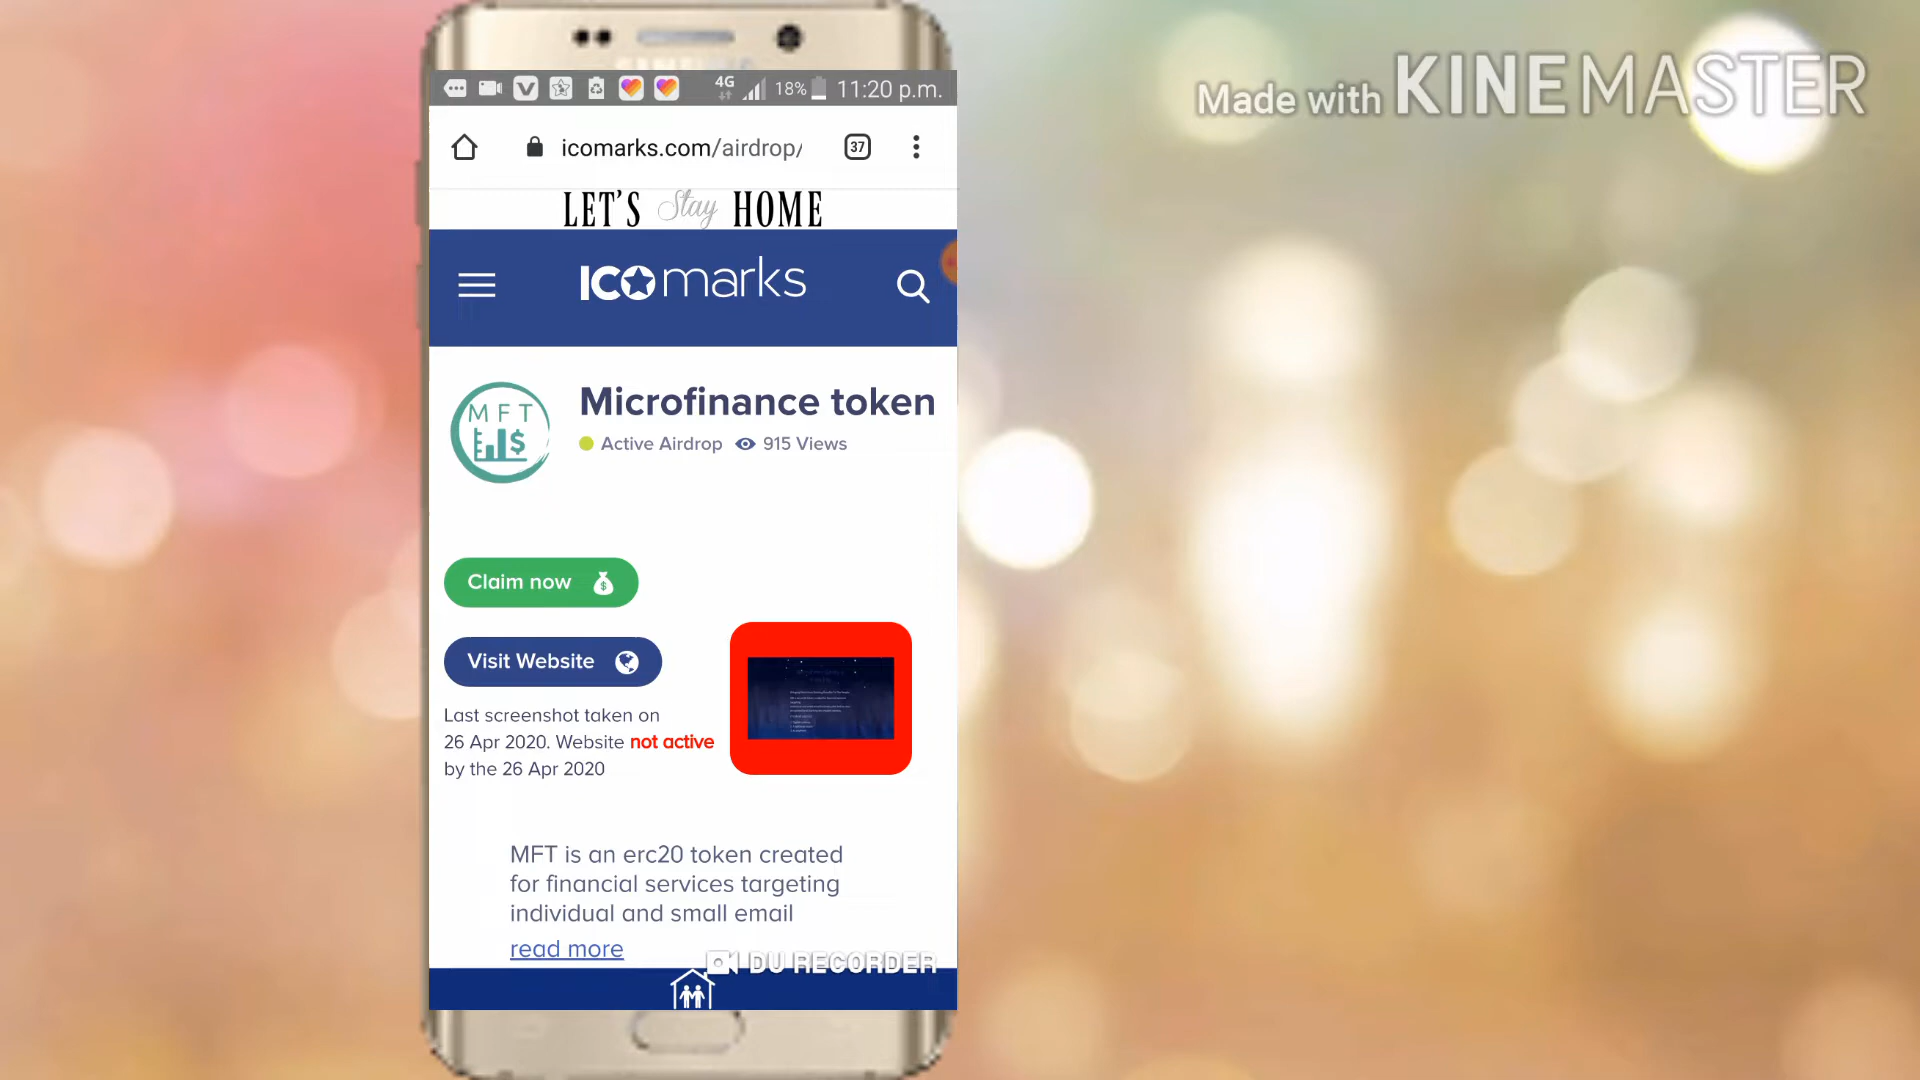 Made with KINEMASTER
4G 18% 11:20 p.m.
icomarks.com/airdrop/ 37
LET'S Stay HOME
ICOmarks
MFT
Microfinance token
Active Airdrop 915 Views
Claim now
Visit Website
Last screenshot taken on
26 Apr 2020. Website not active
by the 26 Apr 2020
MFT is an erc20 token created
for financial services targeting
individual and small email
read more
DU RECORDER